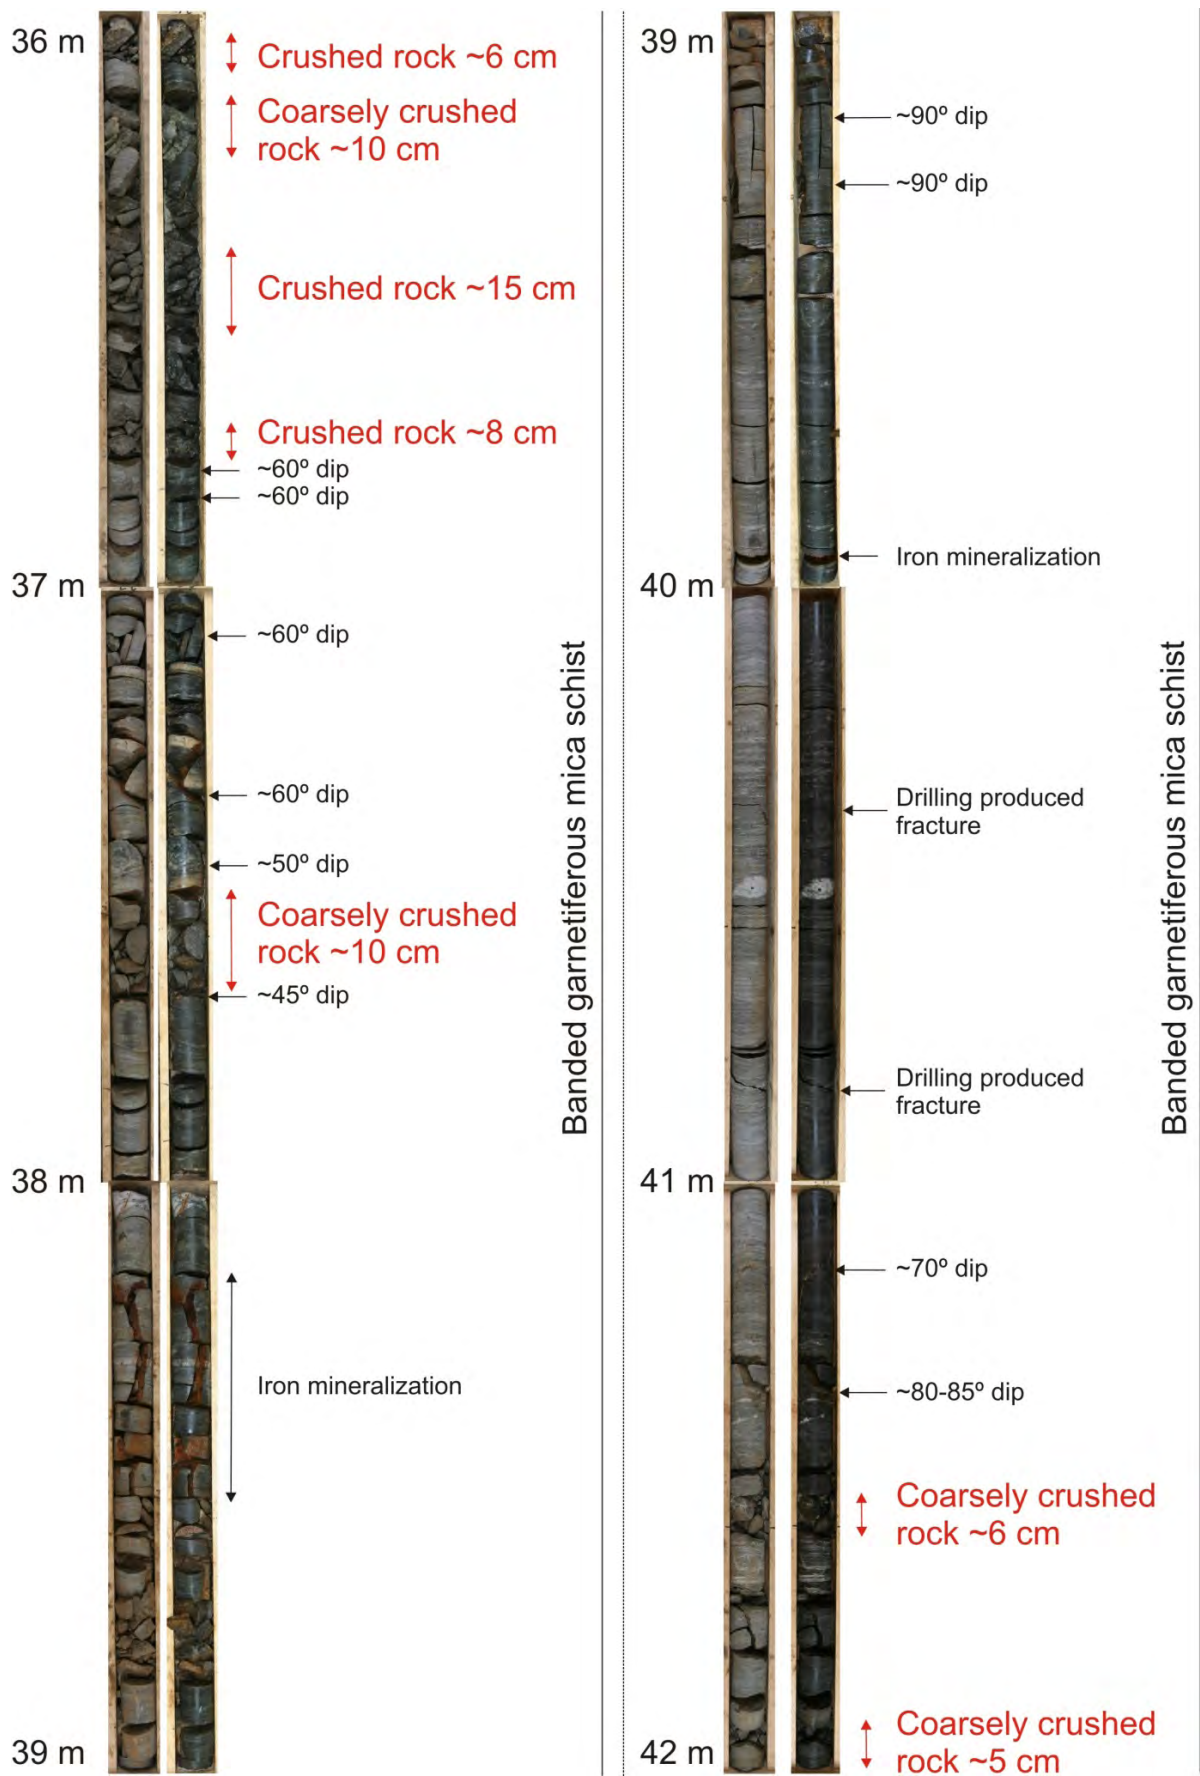 36 m
Crushed rock ~6 cm
Coarsely crushed
rock ~10 cm
Crushed rock ~15 cm
Crushed rock ~8 cm
~60º dip
~60º dip
37 m
~60º dip
~60º dip
~50º dip
Coarsely crushed
rock ~10 cm
~45º dip
38 m
Iron mineralization
39 m
Banded garnetiferous mica schist
39 m
~90º dip
~90º dip
Iron mineralization
40 m
Drilling produced
fracture
Drilling produced
fracture
41 m
~70º dip
~80-85º dip
Coarsely crushed
rock ~6 cm
Coarsely crushed
rock ~5 cm
42 m
Banded garnetiferous mica schist